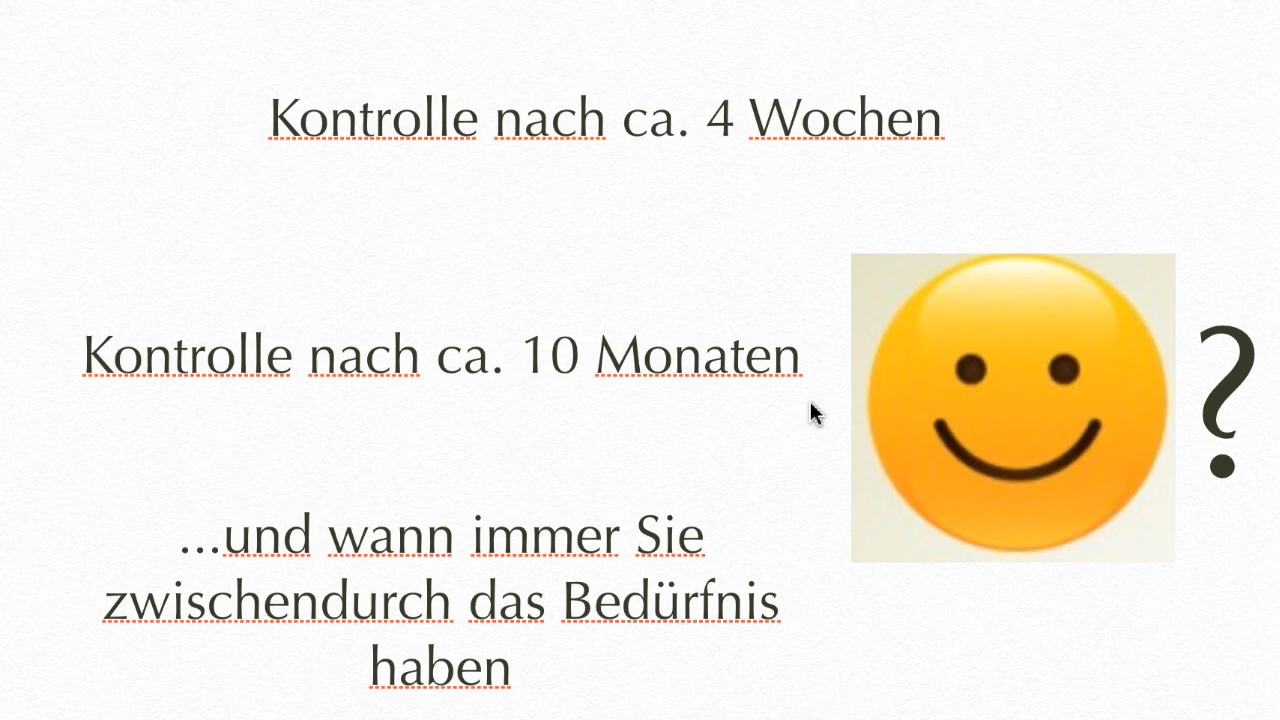 Kontrolle nach ca. 4 Wochen
Kontrolle nach ca. 10 Monaten
?
...und wann immer Sie
zwischendurch das Bedürfnis
haben